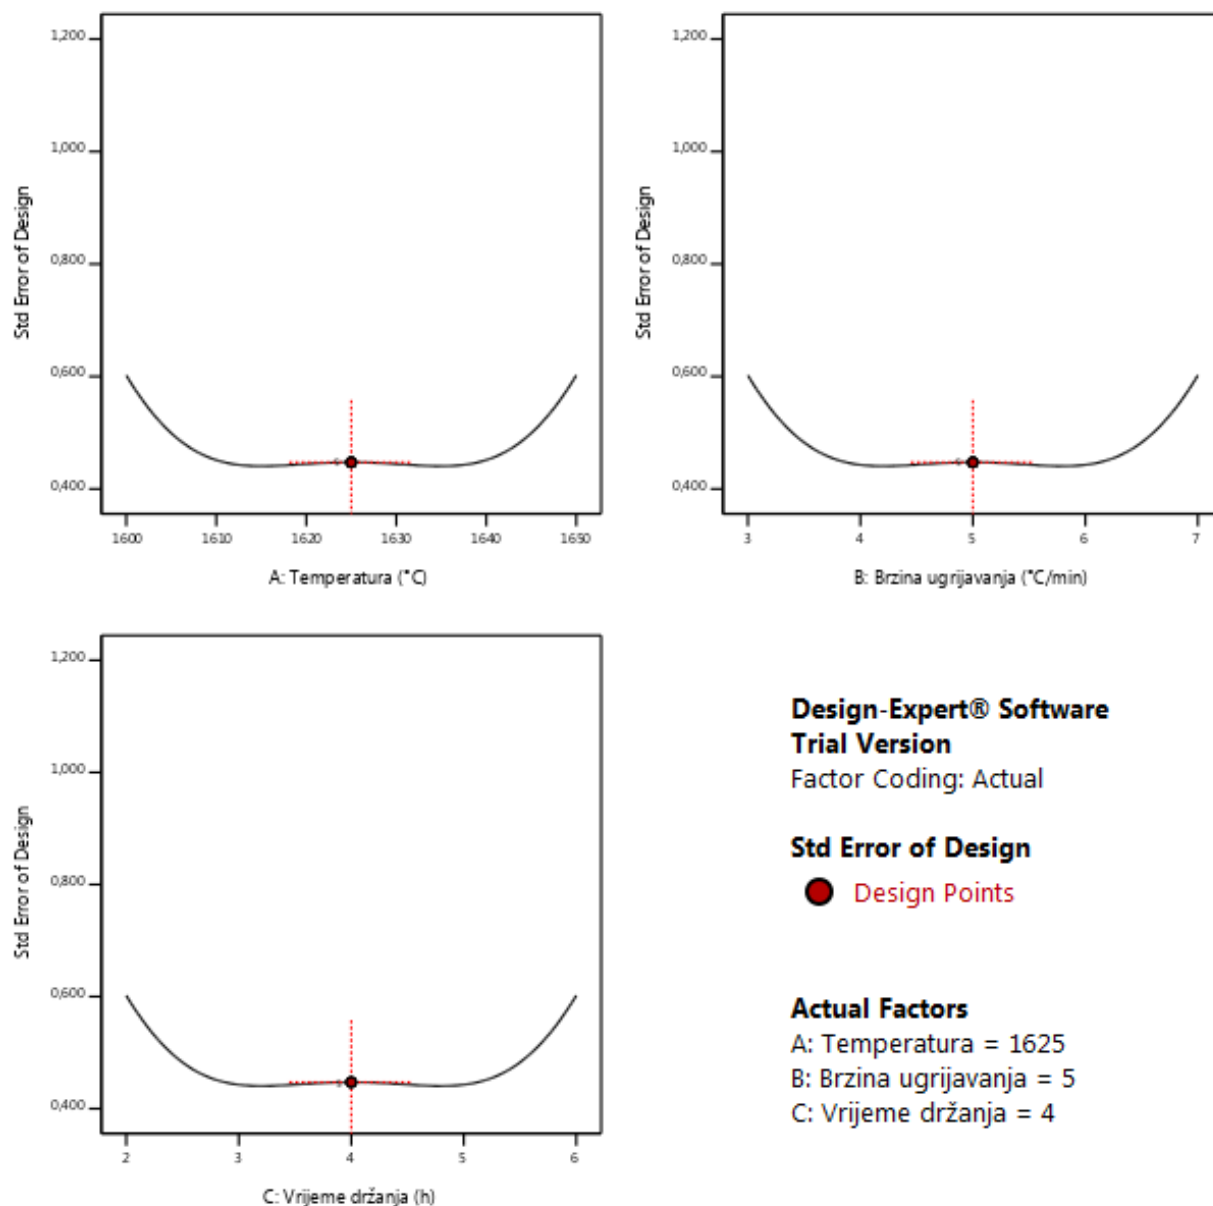 1,200
1,000
0,800
0,600
0,400
Std Error of Design
1600
1610
1620
1630
1640
1650
A: Temperatura (°C)
1,200
1,000
0,800
0,600
0,400
Std Error of Design
5
3
4
5
6
7
B: Brzina ugrijavanja (°C/min)
1,200
1,000
0,800
0,600
0,400
Std Error of Design
5
2
3
4
5
6
C: Vrijeme držanja (h)
Design-Expert® Software
Trial Version
Factor Coding: Actual
Std Error of Design
Design Points
Actual Factors
A: Temperatura = 1625
B: Brzina ugrijavanja = 5
C: Vrijeme držanja = 4